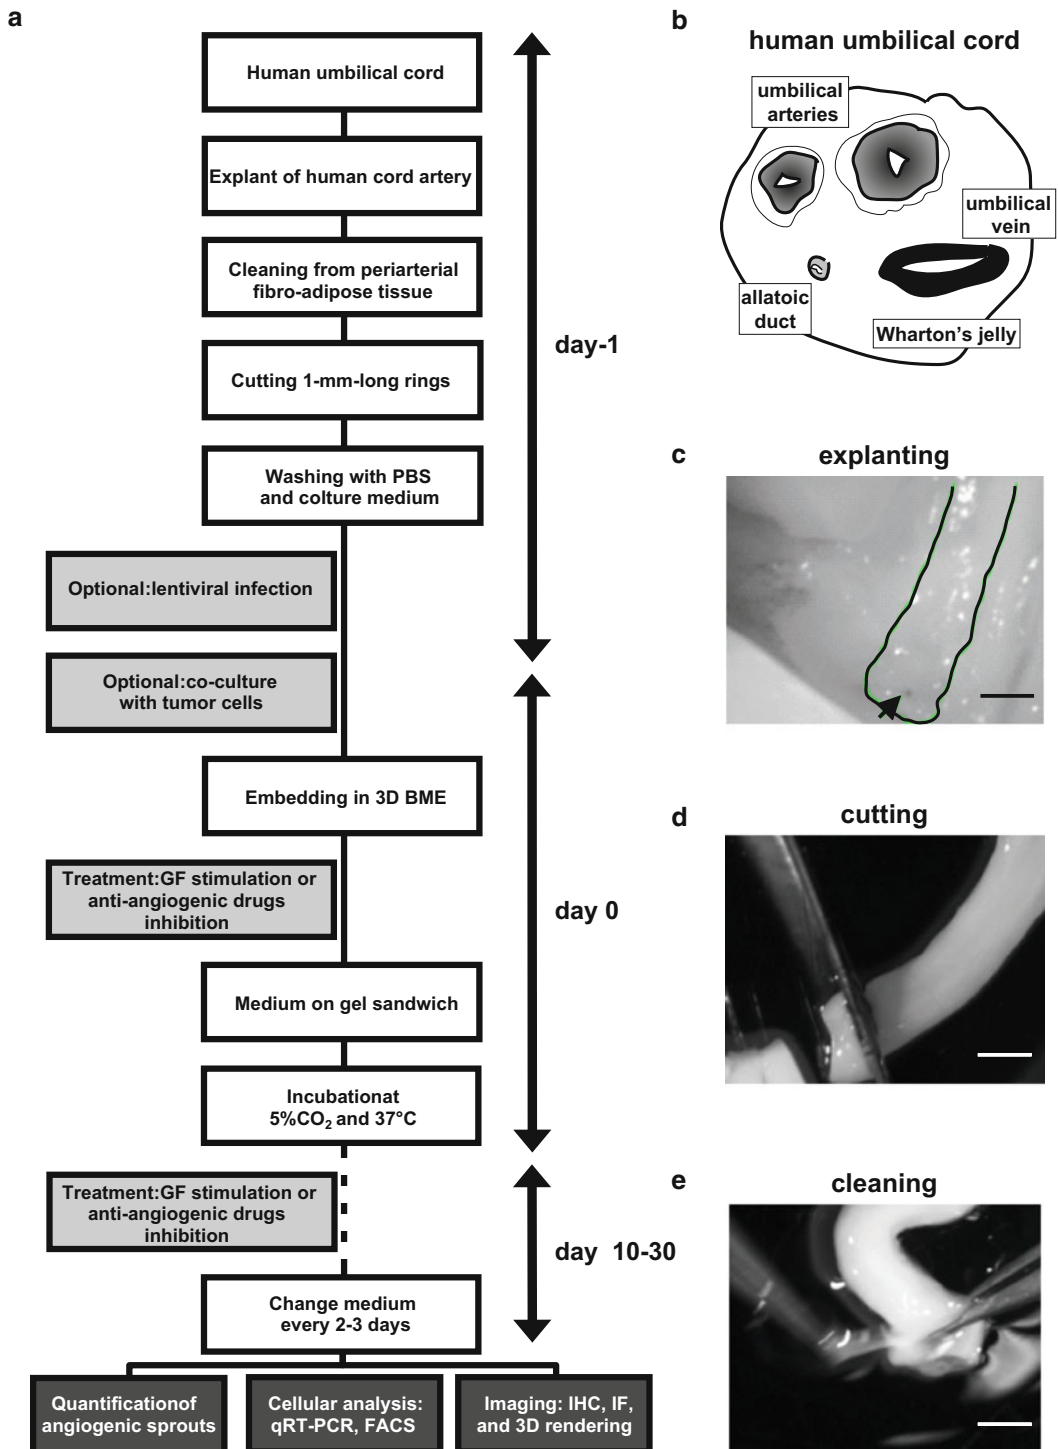 a
Human umbilical cord
Explant of human cord artery
Cleaning from periarterial
fibro-adipose tissue
Cutting 1-mm-long rings
Washing with PBS
and colture medium
Optional:lentiviral infection
Optional:co-culture
with tumor cells
Embedding in 3D BME
Treatment:GF stimulation or
anti-angiogenic drugs
inhibition
Medium on gel sandwich
Incubationat
5%CO₂ and 37°C
Treatment:GF stimulation or
anti-angiogenic drugs
inhibition
Change medium
every 2-3 days
Quantificationof
angiogenic sprouts
Cellular analysis:
qRT-PCR, FACS
Imaging: IHC, IF,
and 3D rendering
day-1
day 0
day 10-30
b
human umbilical cord
umbilical
arteries
umbilical
vein
allatoic
duct
Wharton's jelly
c
explanting
d
cutting
e
cleaning